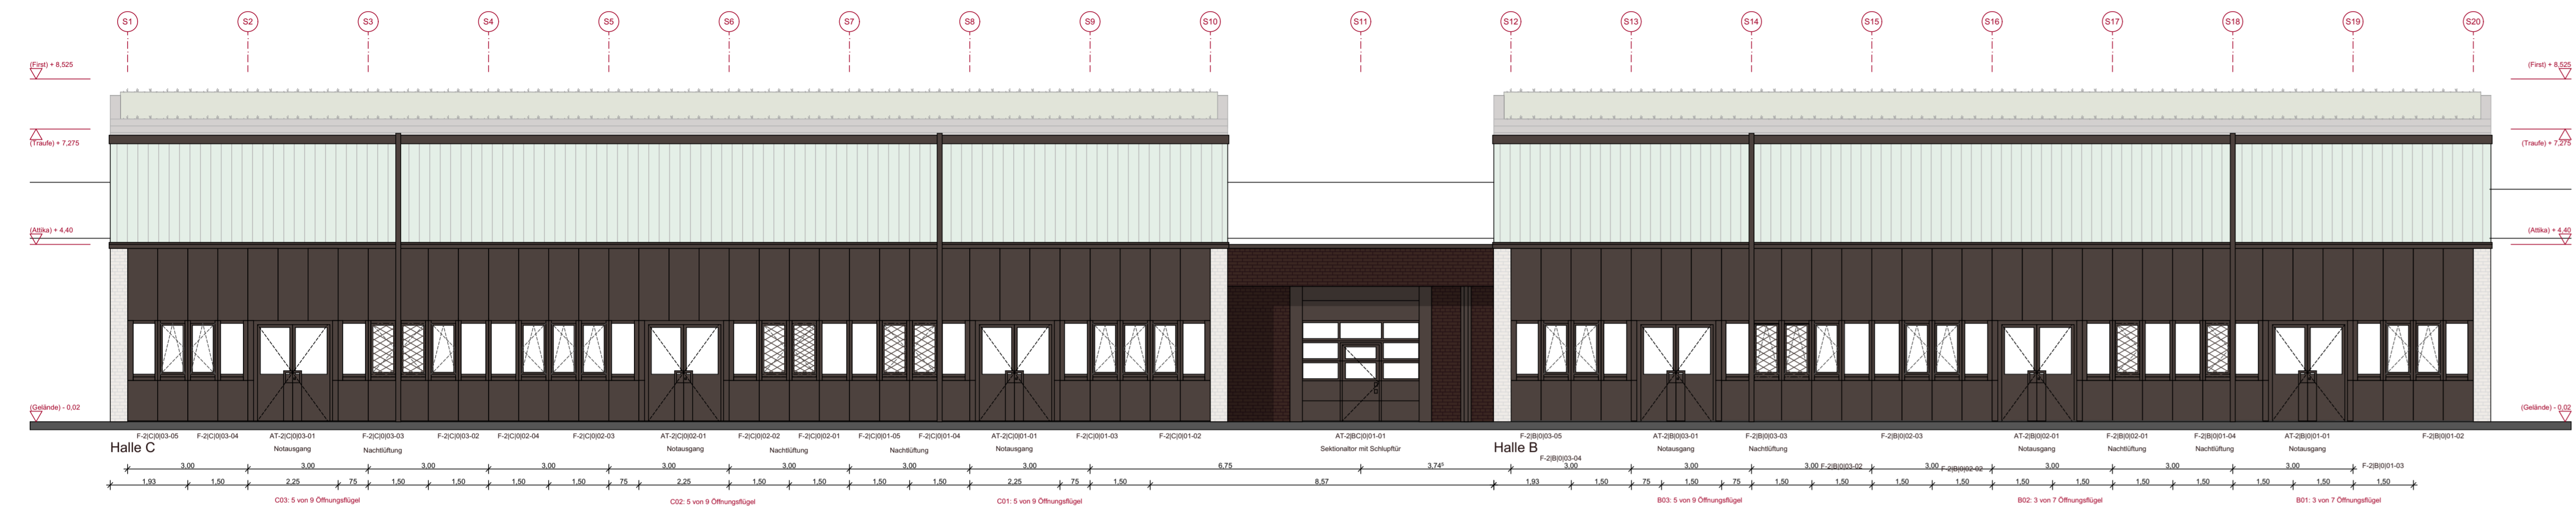 S1 S2 S3 S4 S5 S6 S7 S8 S9 S10 S11 S12 S13 S14 S15 S16 S17 S18 S19 S20
(First) + 8,525 (First) + 8,525
(Traufe) + 7,275 (Traufe) + 7,275
(Attika) + 4,40 (Attika) + 4,40
(Gelände) - 0,02 (Gelände) - 0,02
F-2|C|0|03-05 F-2|C|0|03-04 AT-2|C|0|03-01 F-2|C|0|03-03 F-2|C|0|03-02 F-2|C|0|02-04 F-2|C|0|02-03 AT-2|C|0|02-01 F-2|C|0|02-02 F-2|C|0|02-01 F-2|C|0|01-05 F-2|C|0|01-04 AT-2|C|0|01-01 F-2|C|0|01-03 F-2|C|0|01-02 AT-2|BC|0|01-01 F-2|B|0|03-05 AT-2|B|0|03-01 F-2|B|0|03-03 F-2|B|0|02-03 AT-2|B|0|02-01 F-2|B|0|02-01 F-2|B|0|01-04 AT-2|B|0|01-01 F-2|B|0|01-02
Halle C Notausgang Nachtlüftung Notausgang Nachtlüftung Nachtlüftung Notausgang Sektionaltor mit Schlupftür Halle B Notausgang Nachtlüftung Notausgang Nachtlüftung Nachtlüftung Notausgang
F-2|B|0|03-04
3,00 3,00 3,00 3,00 3,00 3,00 3,00 3,00 6,75 3,74⁵ 3,00 3,00 3,00 F-2|B|0|03-02 3,00 F-2|B|0|02-02 3,00 3,00 3,00 F-2|B|0|01-03
1,93 1,50 2,25 75 1,50 1,50 1,50 1,50 75 2,25 1,50 1,50 1,50 1,50 2,25 75 1,50 8,57 1,93 1,50 75 1,50 75 1,50 1,50 1,50 1,50 1,50 1,50 1,50 1,50 1,50 1,50 1,50
C03: 5 von 9 Öffnungsflügel C02: 5 von 9 Öffnungsflügel C01: 5 von 9 Öffnungsflügel B03: 5 von 9 Öffnungsflügel B02: 3 von 7 Öffnungsflügel B01: 3 von 7 Öffnungsflügel